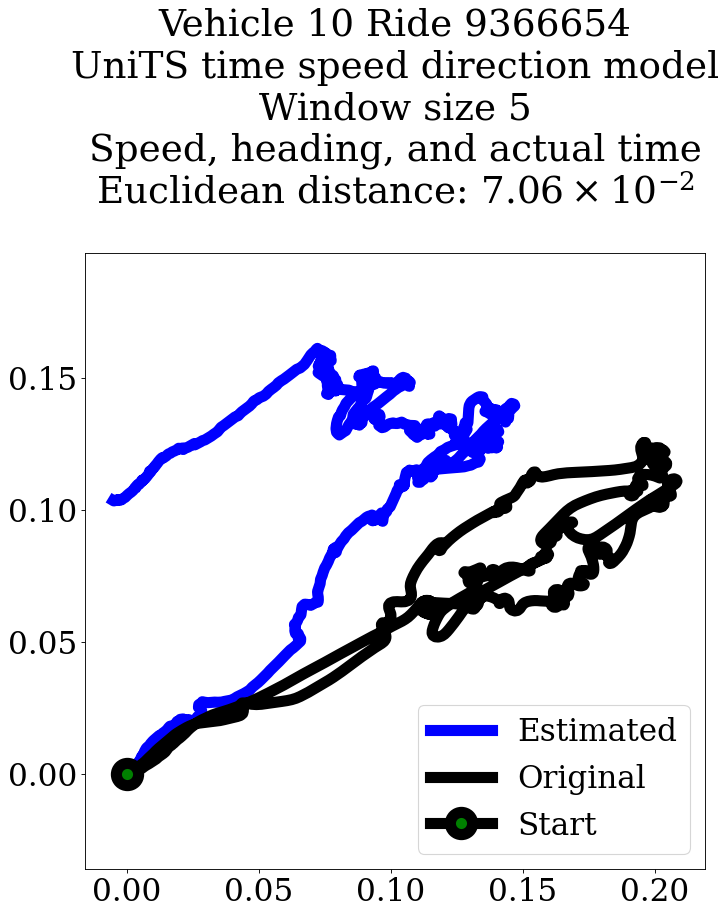 Vehicle 10 Ride 9366654
UniTS time speed direction model
Window size 5
Speed, heading, and actual time
Euclidean distance: 7.06 × 10⁻²
0.15
0.10
0.05
0.00
Estimated
Original
Start
0.00 0.05 0.10 0.15 0.20